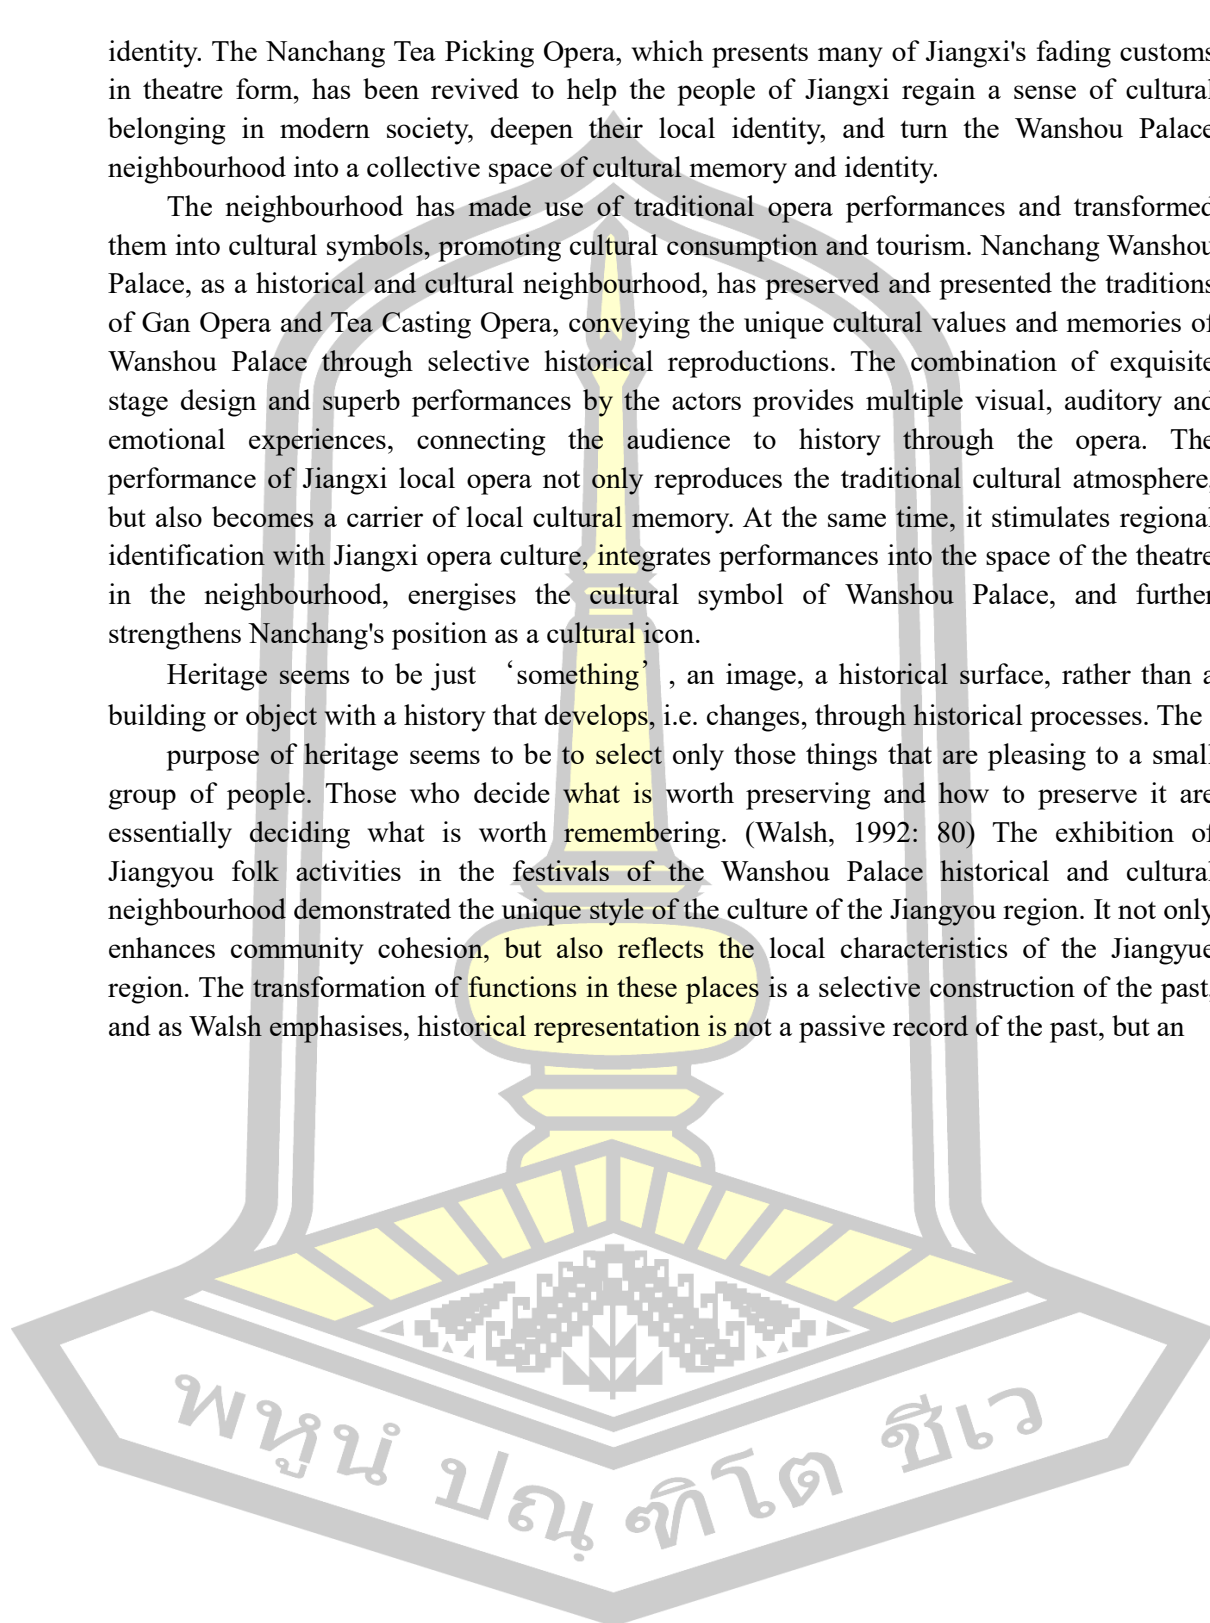 identity. The Nanchang Tea Picking Opera, which presents many of Jiangxi's fading customs
in theatre form, has been revived to help the people of Jiangxi regain a sense of cultural
belonging in modern society, deepen their local identity, and turn the Wanshou Palace
neighbourhood into a collective space of cultural memory and identity.
The neighbourhood has made use of traditional opera performances and transformed
them into cultural symbols, promoting cultural consumption and tourism. Nanchang Wanshou
Palace, as a historical and cultural neighbourhood, has preserved and presented the traditions
of Gan Opera and Tea Casting Opera, conveying the unique cultural values and memories of
Wanshou Palace through selective historical reproductions. The combination of exquisite
stage design and superb performances by the actors provides multiple visual, auditory and
emotional experiences, connecting the audience to history through the opera. The
performance of Jiangxi local opera not only reproduces the traditional cultural atmosphere,
but also becomes a carrier of local cultural memory. At the same time, it stimulates regional
identification with Jiangxi opera culture, integrates performances into the space of the theatre
in the neighbourhood, energises the cultural symbol of Wanshou Palace, and further
strengthens Nanchang's position as a cultural icon.
Heritage seems to be just ‘something’, an image, a historical surface, rather than a
building or object with a history that develops, i.e. changes, through historical processes. The
purpose of heritage seems to be to select only those things that are pleasing to a small
group of people. Those who decide what is worth preserving and how to preserve it are
essentially deciding what is worth remembering. (Walsh, 1992: 80) The exhibition of
Jiangyou folk activities in the festivals of the Wanshou Palace historical and cultural
neighbourhood demonstrated the unique style of the culture of the Jiangyou region. It not only
enhances community cohesion, but also reflects the local characteristics of the Jiangyue
region. The transformation of functions in these places is a selective construction of the past,
and as Walsh emphasises, historical representation is not a passive record of the past, but an
พหูนํ ปณฺฑิโต ชีเว